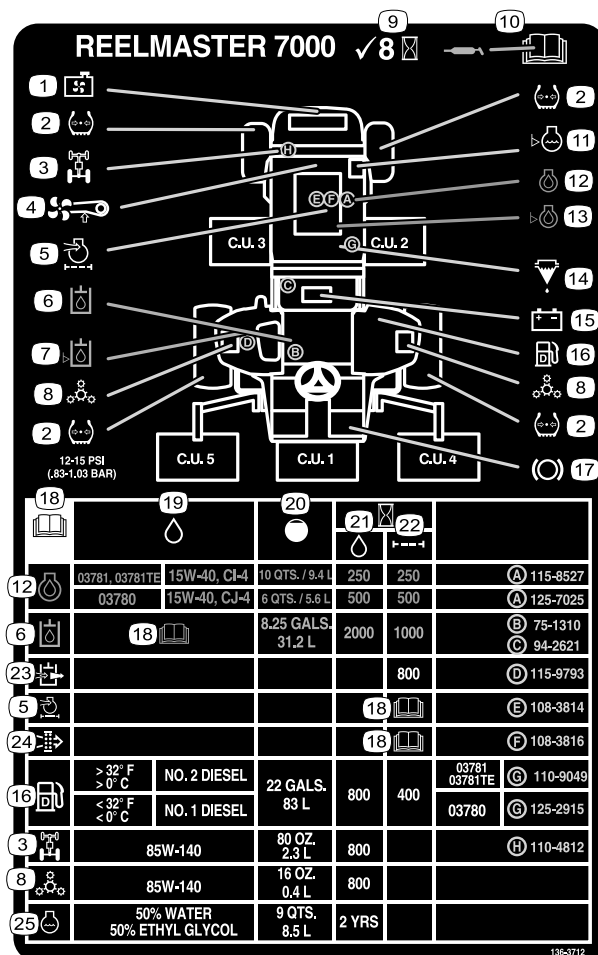 REELMASTER 7000 ✓8
9
10
1
2
3
4
5
6
7
8
2
2
11
12
13
14
15
16
8
2
17
H
E F A
G
C
D
B
C.U. 3
C.U. 2
C.U. 5
C.U. 1
C.U. 4
12-15 PSI
(.83-1.03 BAR)
18
19
20
21
22
12
03781, 03781TE 15W-40, CI-4 10 QTS. / 9.4 L 250 250 A 115-8527
03780 15W-40, CJ-4 6 QTS. / 5.6 L 500 500 A 125-7025
6 18 8.25 GALS. 31.2 L 2000 1000 B 75-1310
C 94-2621
23 800 D 115-9793
5 18 E 108-3814
24 18 F 108-3816
16
> 32° F
> 0° C
NO. 2 DIESEL
< 32° F
< 0° C
NO. 1 DIESEL
22 GALS.
83 L
800 400
03781
03781TE
G 110-9049
03780 G 125-2915
3 85W-140 80 OZ. 2.3 L 800 H 110-4812
8 85W-140 16 OZ. 0.4 L 800
25
50% WATER
50% ETHYL GLYCOL
9 QTS.
8.5 L
2 YRS
136-3712